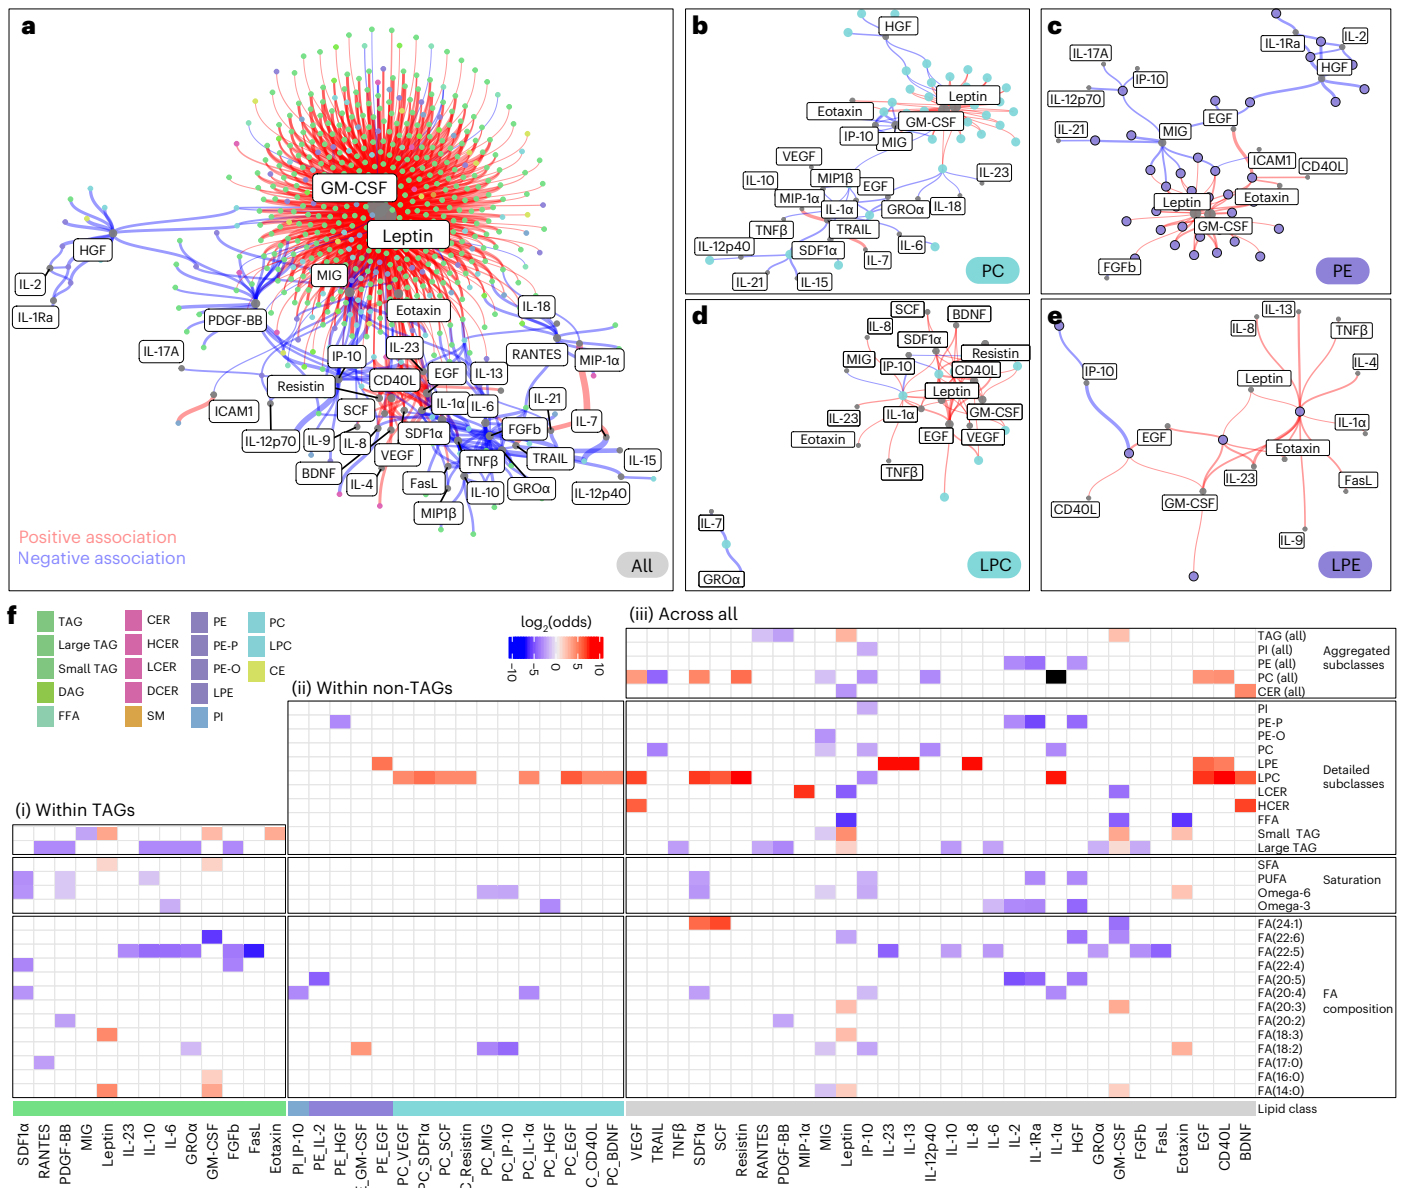 a
GM-CSF
Leptin
HGF
IL-2
IL-1Ra
MIG
PDGF-BB
Eotaxin
IL-18
IL-17A
IP-10
IL-23
RANTES
MIP-1α
Resistin
CD40L
EGF
IL-13
ICAM1
SCF
IL-1α
IL-6
IL-21
IL-7
IL-12p70
IL-9
IL-8
SDF1α
FGFb
BDNF
VEGF
TNFβ
TRAIL
IL-15
IL-4
FasL
IL-10
GROα
IL-12p40
MIP1β
Positive association
Negative association
All
b
HGF
Leptin
Eotaxin
GM-CSF
IP-10
MIG
VEGF
IL-23
IL-10
MIP1β
EGF
MIP-1α
IL-1α
GROα
IL-18
TNFβ
TRAIL
IL-12p40
SDF1α
IL-6
IL-7
IL-21
IL-15
PC
c
IL-1Ra
IL-2
IL-17A
IP-10
HGF
IL-12p70
EGF
IL-21
MIG
ICAM1
CD40L
Leptin
Eotaxin
GM-CSF
FGFb
PE
d
SCF
BDNF
IL-8
SDF1α
MIG
IP-10
Resistin
CD40L
Leptin
IL-23
IL-1α
GM-CSF
Eotaxin
EGF
VEGF
TNFβ
IL-7
GROα
LPC
e
IL-13
IL-8
TNFβ
IP-10
Leptin
IL-4
IL-1α
EGF
Eotaxin
IL-23
FasL
CD40L
GM-CSF
IL-9
LPE
f
TAG
Large TAG
Small TAG
DAG
FFA
CER
HCER
LCER
DCER
SM
PE
PE-P
PE-O
LPE
PI
PC
LPC
CE
log2(odds)
-10
-5
0
5
10
(i) Within TAGs
(ii) Within non-TAGs
(iii) Across all
TAG (all)
PI (all)
PE (all)
PC (all)
CER (all)
Aggregated
subclasses
PI
PE-P
PE-O
PC
LPE
LPC
LCER
HCER
FFA
Small TAG
Large TAG
Detailed
subclasses
SFA
PUFA
Omega-6
Omega-3
Saturation
FA(24:1)
FA(22:6)
FA(22:5)
FA(22:4)
FA(20:5)
FA(20:4)
FA(20:3)
FA(20:2)
FA(18:3)
FA(18:2)
FA(17:0)
FA(16:0)
FA(14:0)
FA
composition
Lipid class
SDF1α
RANTES
PDGF-BB
MIG
Leptin
IL-23
IL-10
IL-6
GROα
GM-CSF
FGFb
FasL
Eotaxin
PI_IP-10
PE_IL-2
PE_HGF
E_GM-CSF
PE_EGF
PC_VEGF
PC_SDF1α
PC_SCF
C_Resistin
PC_MIG
PC_IP-10
PC_IL-1α
PC_HGF
PC_EGF
PC_CD40L
PC_BDNF
VEGF
TRAIL
TNFβ
SDF1α
SCF
Resistin
RANTES
PDGF-BB
MIP-1α
MIG
Leptin
IP-10
IL-23
IL-13
IL-12p40
IL-10
IL-8
IL-6
IL-2
IL-1Ra
IL-1α
HGF
GROα
GM-CSF
FGFb
FasL
Eotaxin
EGF
CD40L
BDNF